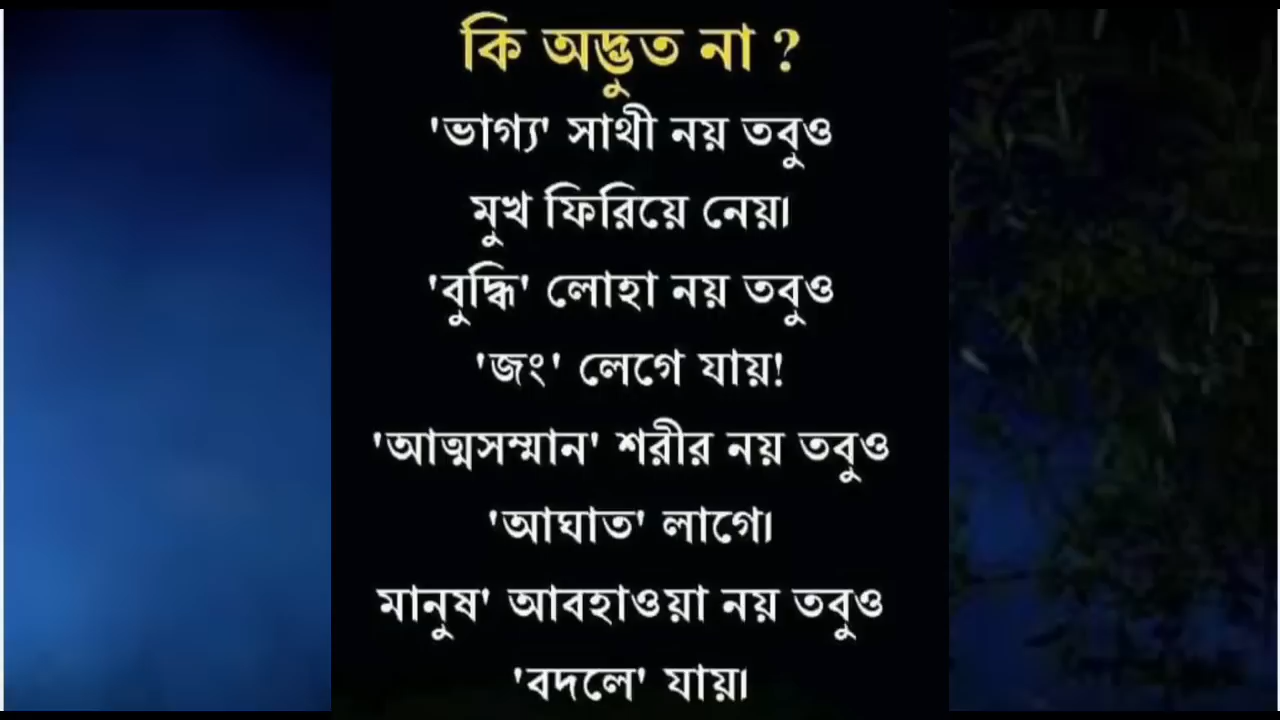 কি অদ্ভুত না ?
'ভাগ্য' সাথী নয় তবুও
মুখ ফিরিয়ে নেয়৷
'বুদ্ধি' লোহা নয় তবুও
'জং' লেগে যায়!
'আত্মসম্মান' শরীর নয় তবুও
'আঘাত' লাগে৷
মানুষ' আবহাওয়া নয় তবুও
'বদলে' যায়৷